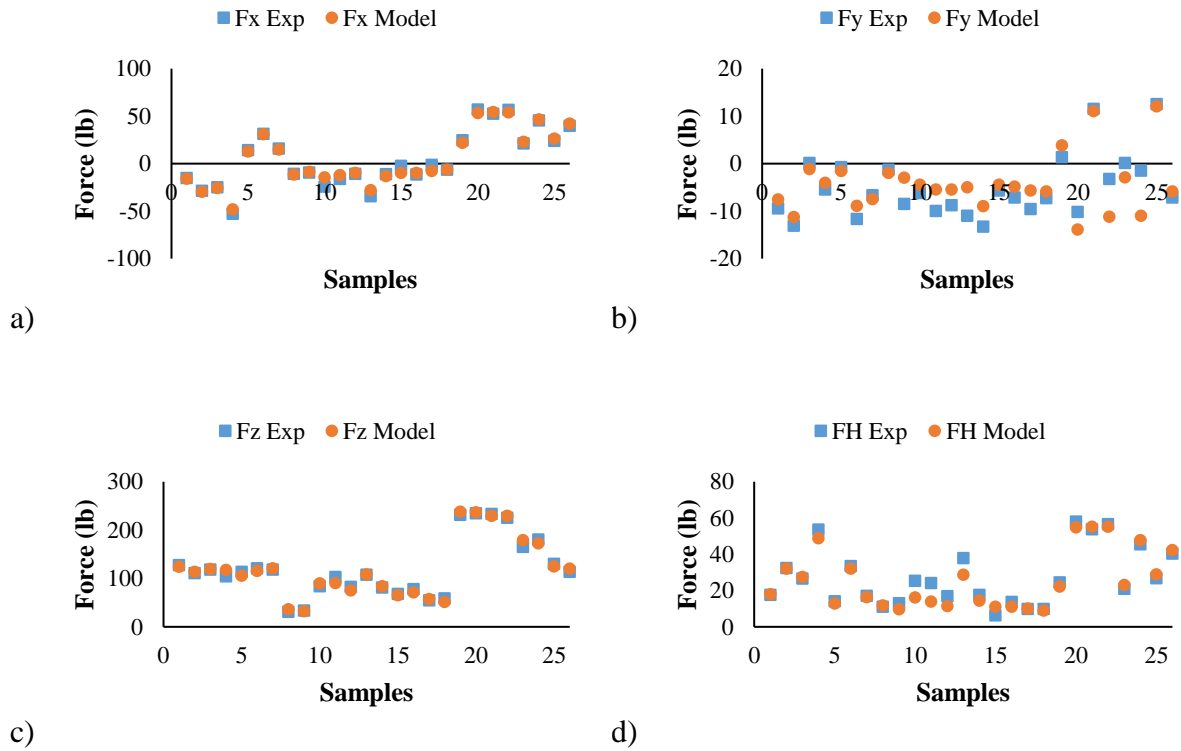 Fx Exp Fx Model
100
50
0
-50
-100
0 5 10 15 20 25
Force (lb)
Samples
a)
Fy Exp Fy Model
20
10
0
-10
-20
0 5 10 15 20 25
Force (lb)
Samples
b)
Fz Exp Fz Model
300
200
100
0
0 5 10 15 20 25
Force (lb)
Samples
c)
FH Exp FH Model
80
60
40
20
0
0 5 10 15 20 25
Force (lb)
Samples
d)